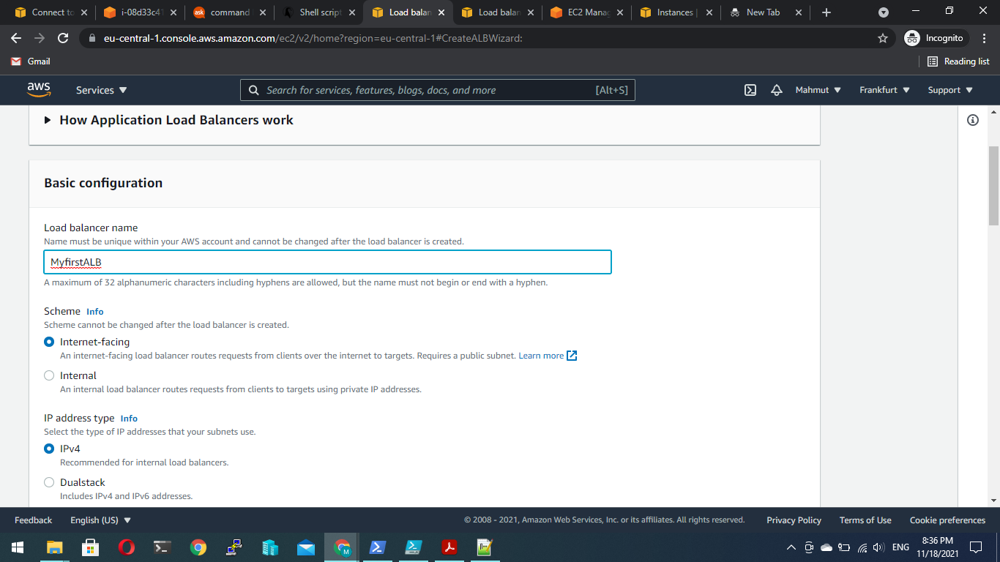 Connect to
i-08d33c41
ask command
Shell script
Load balan
Load balan
EC2 Manag
Instances |
New Tab
eu-central-1.console.aws.amazon.com/ec2/v2/home?region=eu-central-1#CreateALBWizard:
Incognito
Gmail
Reading list
aws
Services
Search for services, features, blogs, docs, and more
[Alt+S]
Mahmut
Frankfurt
Support
How Application Load Balancers work
Basic configuration
Load balancer name
Name must be unique within your AWS account and cannot be changed after the load balancer is created.
MyfirstALB
A maximum of 32 alphanumeric characters including hyphens are allowed, but the name must not begin or end with a hyphen.
Scheme Info
Scheme cannot be changed after the load balancer is created.
Internet-facing
An internet-facing load balancer routes requests from clients over the internet to targets. Requires a public subnet. Learn more
Internal
An internal load balancer routes requests from clients to targets using private IP addresses.
IP address type Info
Select the type of IP addresses that your subnets use.
IPv4
Recommended for internal load balancers.
Dualstack
Includes IPv4 and IPv6 addresses.
Feedback
English (US)
© 2008 - 2021, Amazon Web Services, Inc. or its affiliates. All rights reserved.
Privacy Policy
Terms of Use
Cookie preferences
M
ENG
8:36 PM
11/18/2021